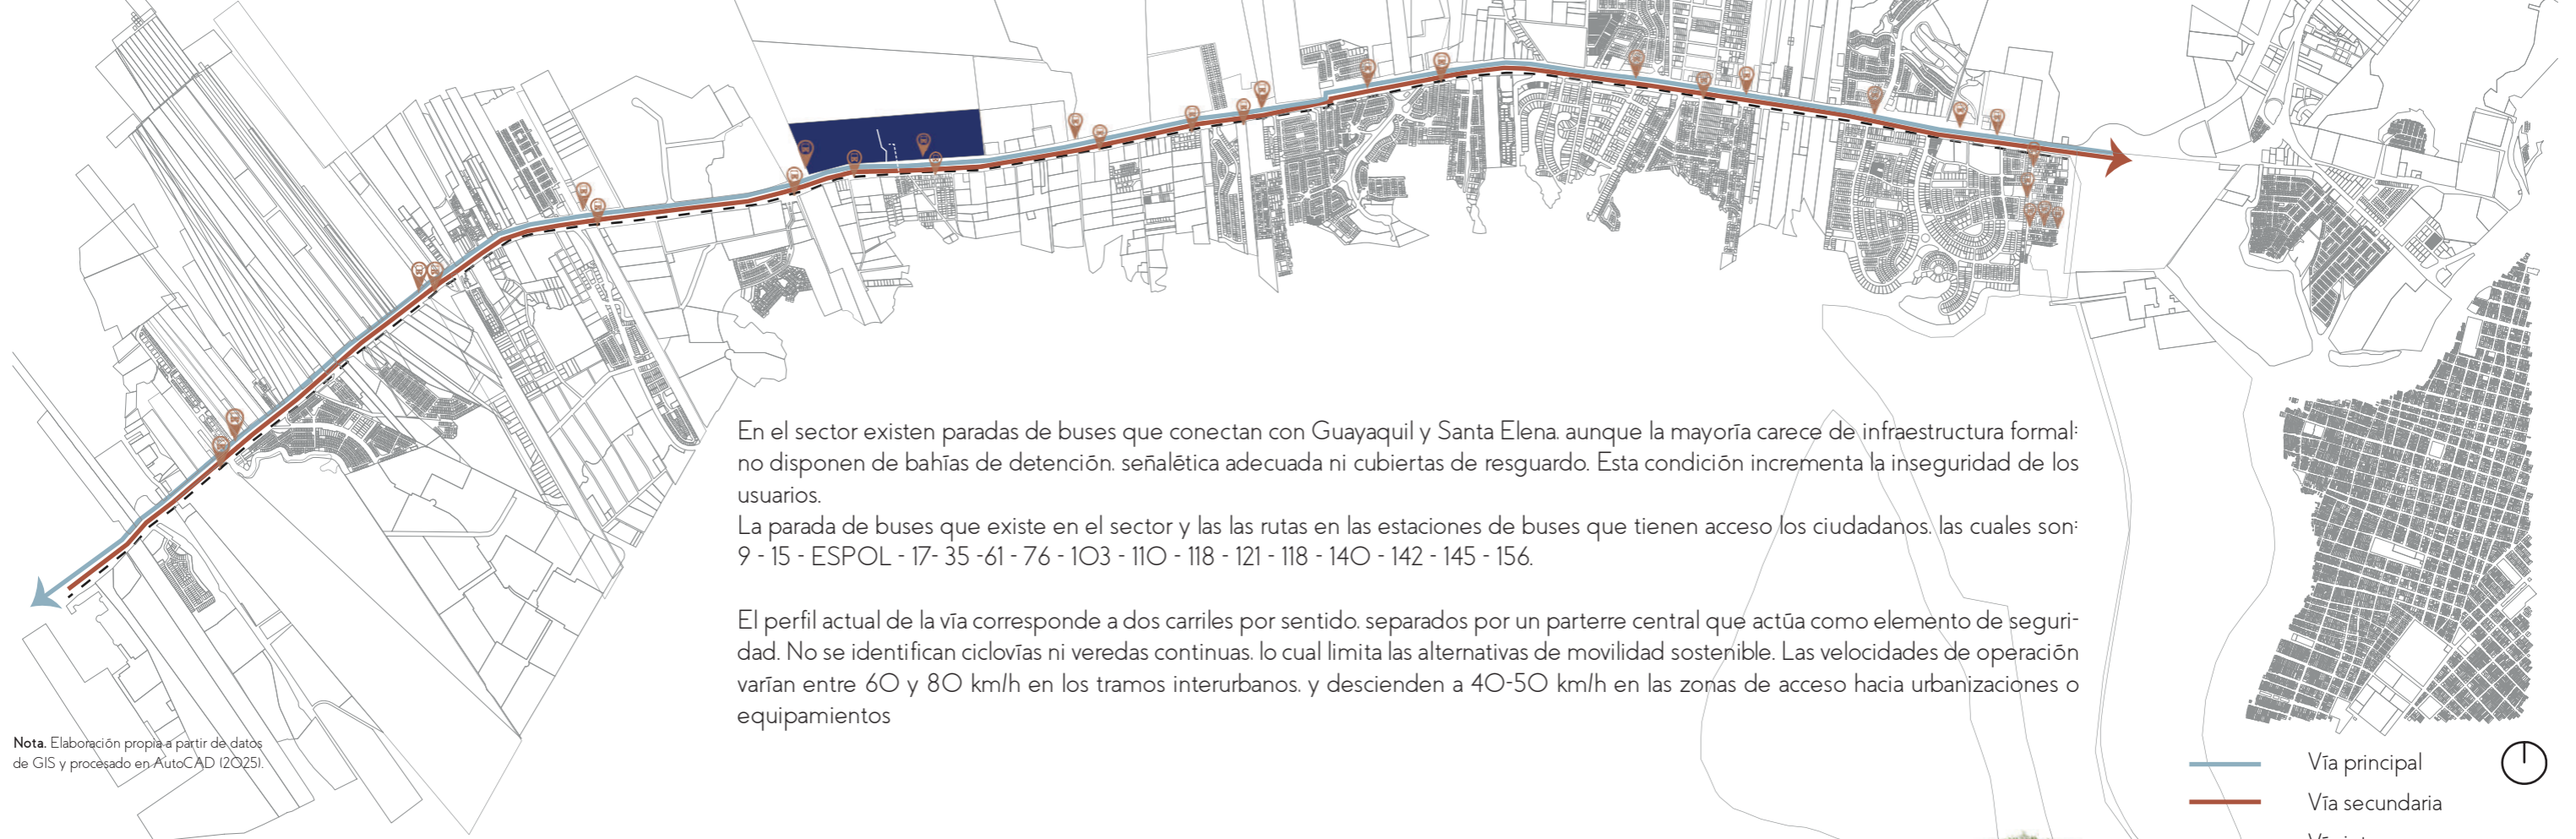 En el sector existen paradas de buses que conectan con Guayaquil y Santa Elena. aunque la mayoría carece de infraestructura formal:
no disponen de bahías de detención. señalética adecuada ni cubiertas de resguardo. Esta condición incrementa la inseguridad de los
usuarios.
La parada de buses que existe en el sector y las las rutas en las estaciones de buses que tienen acceso los ciudadanos. las cuales son:
9 - 15 - ESPOL - 17- 35 -61 - 76 - 103 - 110 - 118 - 121 - 118 - 140 - 142 - 145 - 156.
El perfil actual de la vía corresponde a dos carriles por sentido. separados por un parterre central que actúa como elemento de seguri-
dad. No se identifican ciclovías ni veredas continuas. lo cual limita las alternativas de movilidad sostenible. Las velocidades de operación
varían entre 60 y 80 km/h en los tramos interurbanos. y descienden a 40-50 km/h en las zonas de acceso hacia urbanizaciones o
equipamientos
Nota. Elaboración propia a partir de datos
de GIS y procesado en AutoCAD (2025).
Vía principal
Vía secundaria